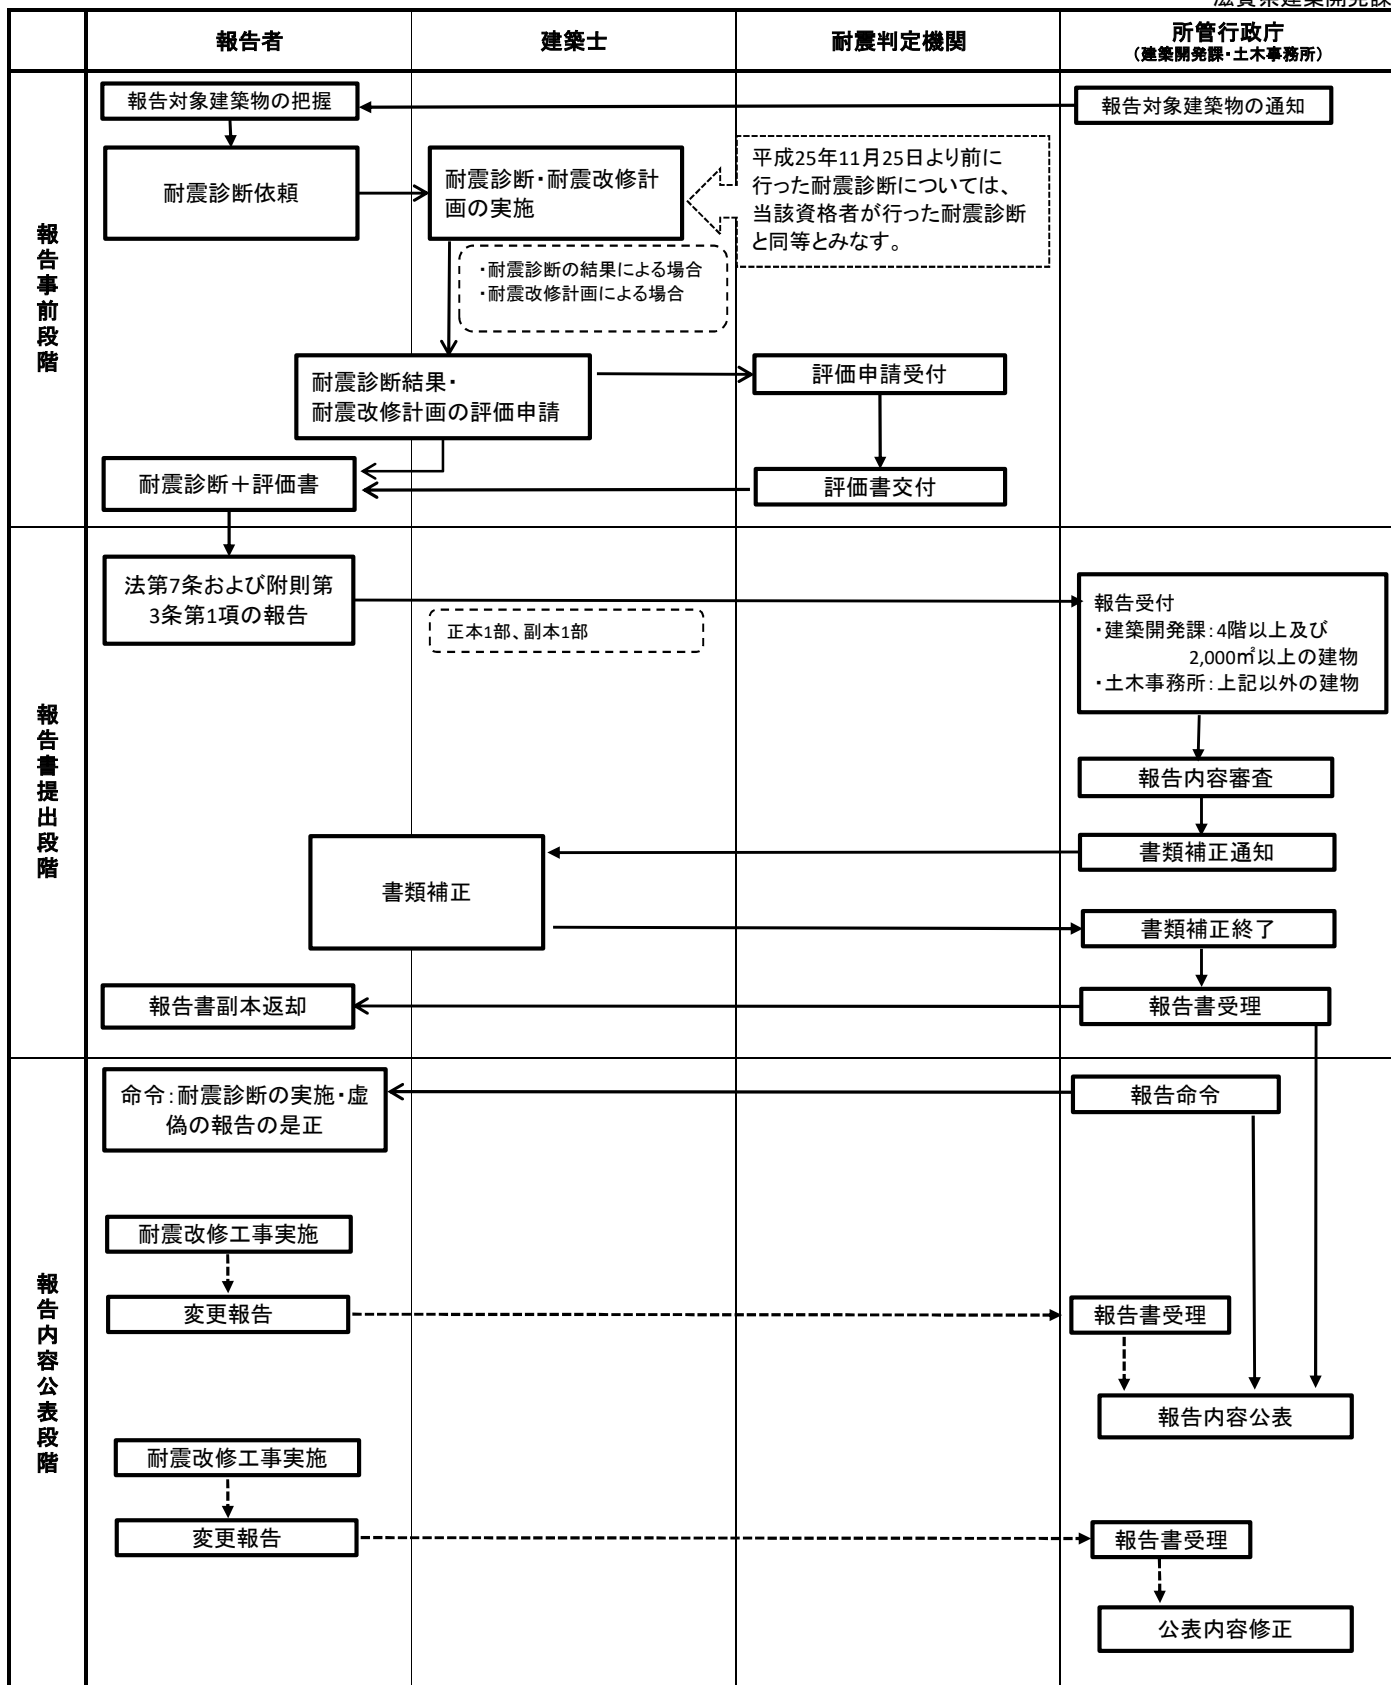 滋賀県建築開発課
報告者
建築士
耐震判定機関
所管行政庁
（建築開発課・土木事務所）
報告事前段階
報告対象建築物の把握
報告対象建築物の通知
耐震診断依頼
耐震診断・耐震改修計
画の実施
平成25年11月25日より前に
行った耐震診断については、
当該資格者が行った耐震診断
と同等とみなす。
・耐震診断の結果による場合
・耐震改修計画による場合
耐震診断結果・
耐震改修計画の評価申請
評価申請受付
耐震診断＋評価書
評価書交付
報告書提出段階
法第7条および附則第
3条第1項の報告
正本1部、副本1部
報告受付
・建築開発課：4階以上及び
2,000㎡以上の建物
・土木事務所：上記以外の建物
報告内容審査
書類補正通知
書類補正
書類補正終了
報告書副本返却
報告書受理
報告内容公表段階
命令：耐震診断の実施・虚
偽の報告の是正
報告命令
耐震改修工事実施
変更報告
報告書受理
報告内容公表
耐震改修工事実施
変更報告
報告書受理
公表内容修正